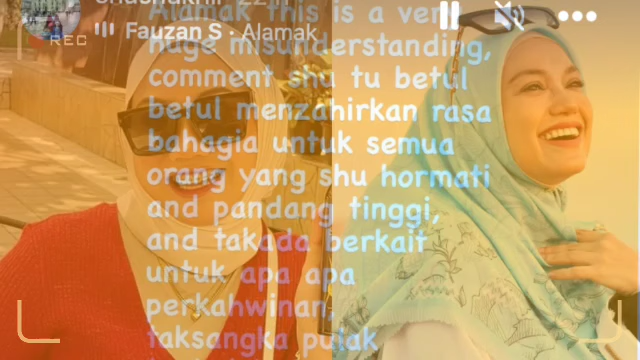 22h
Fauzan S • Alamak
REC
Alamak this is a very
huge misunderstanding,
comment shu tu betul
betul menzahirkan rasa
bahagia untuk semua
orang yang shu hormati
and pandang tinggi,
and takada berkait
untuk apa apa
perkahwinan,
taksangka pulak